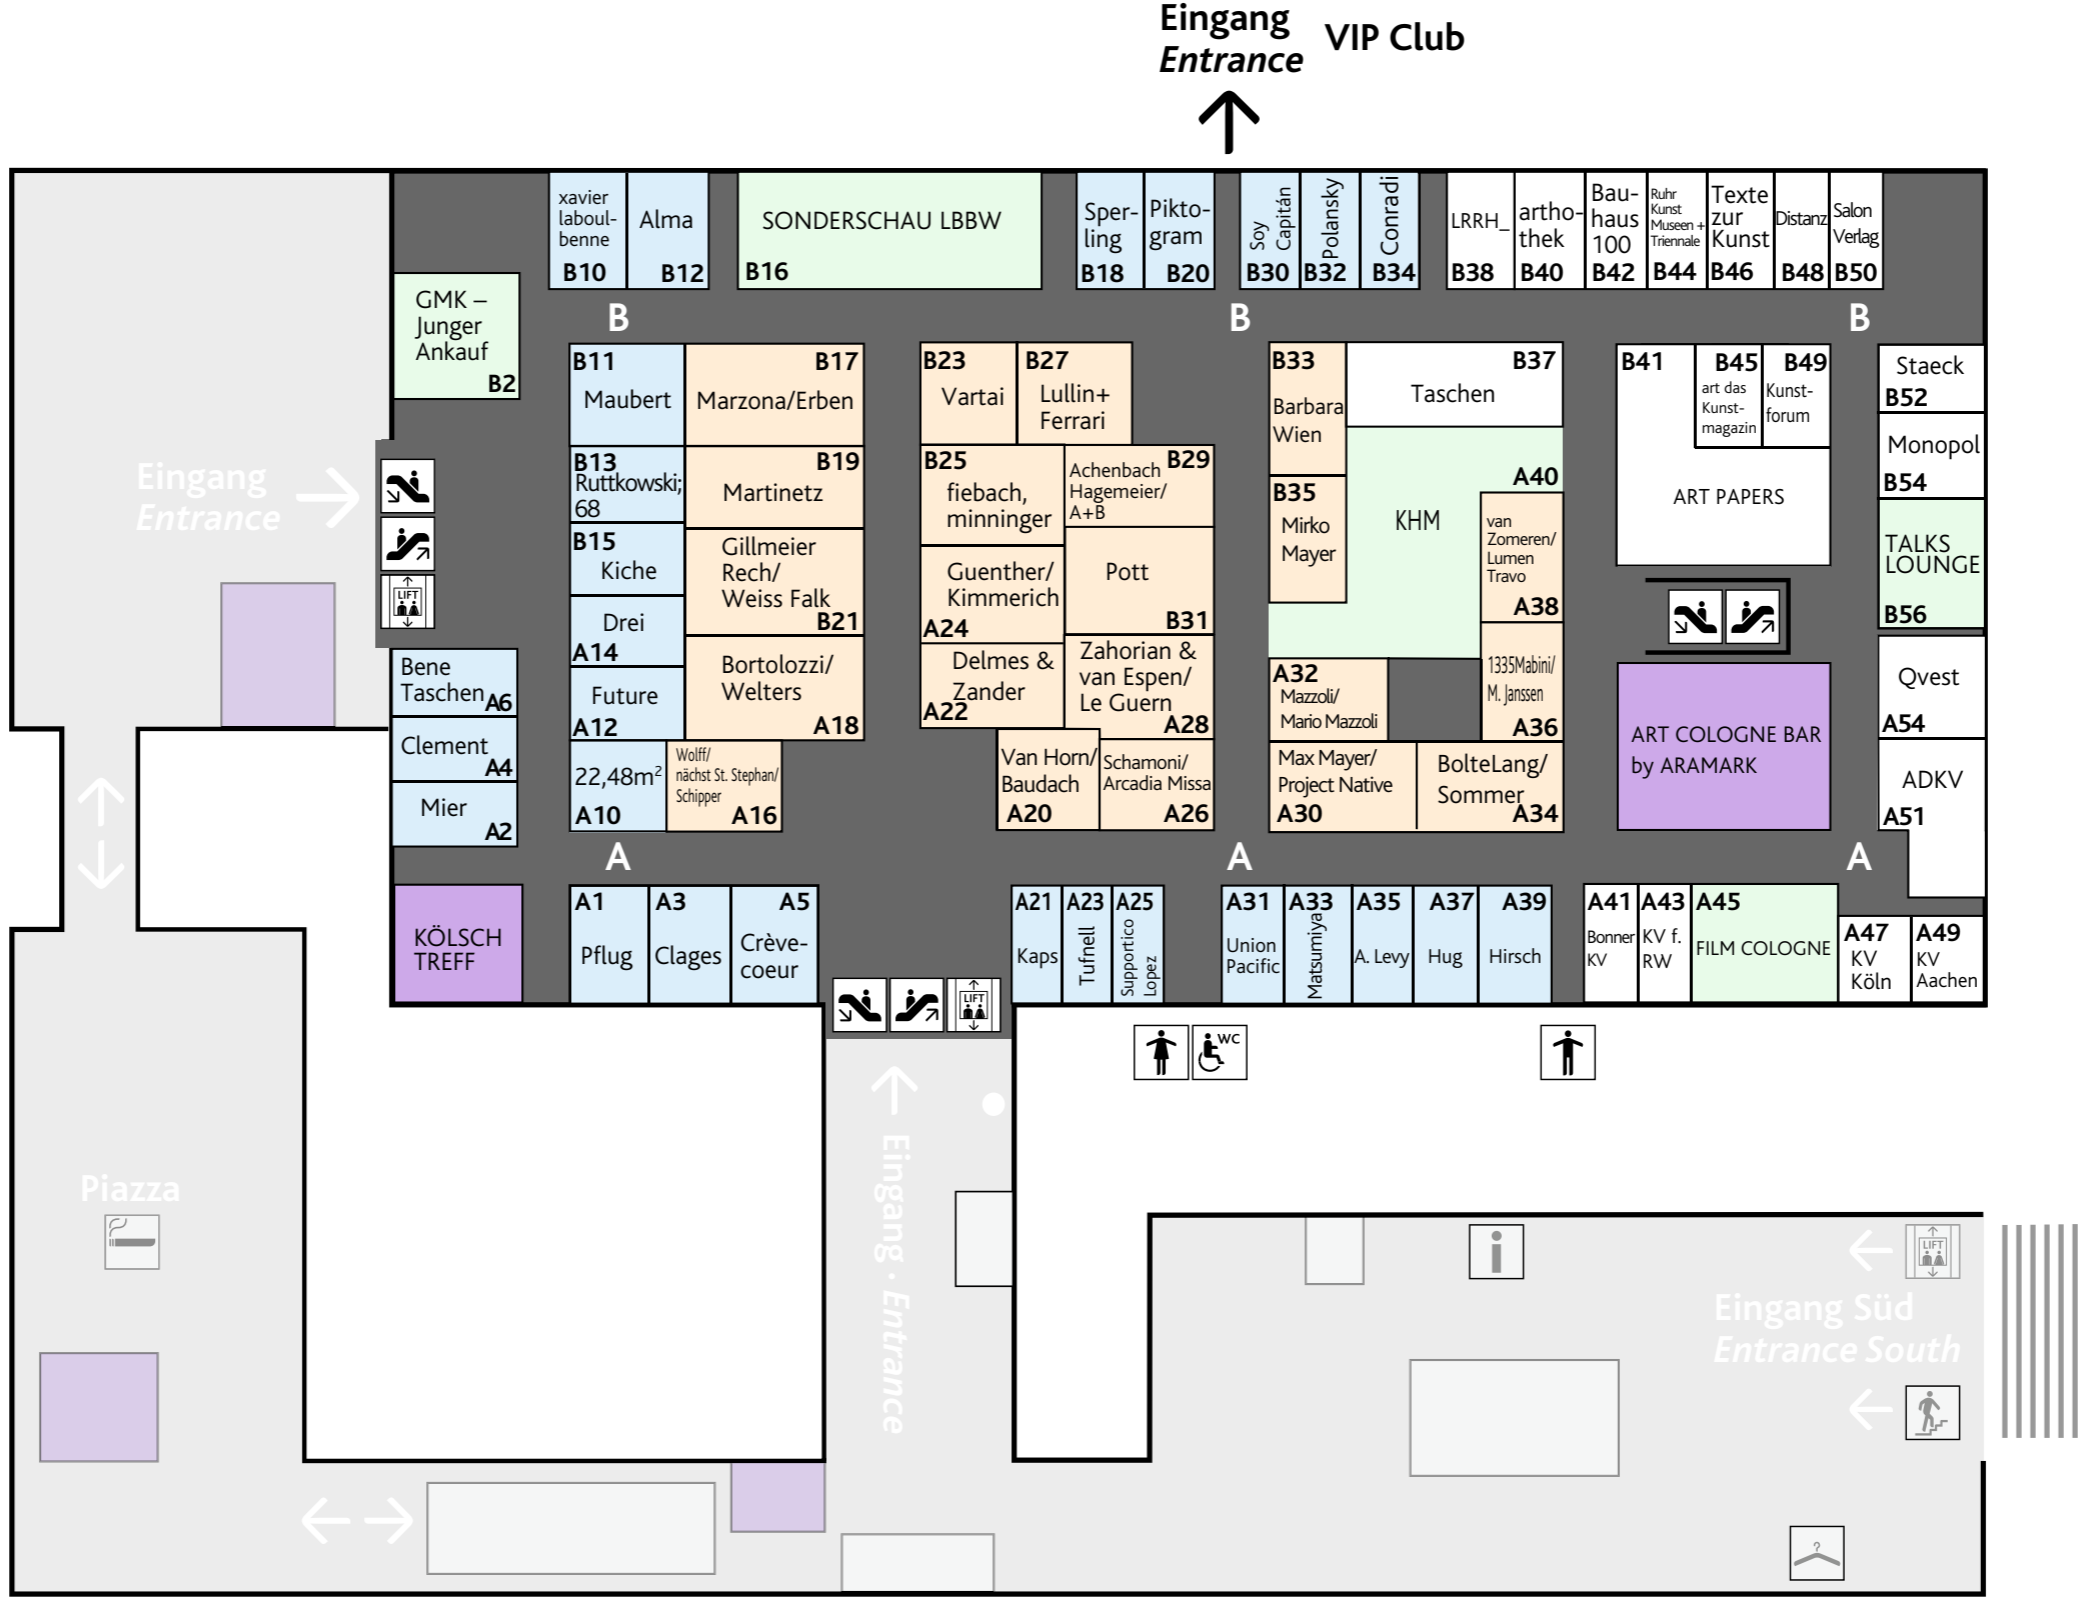 Eingang
Entrance
VIP Club
xavier
laboul-
benne
B10
Alma
B12
SONDERSCHAU LBBW
B16
Sper-
ling
B18
Pikto-
gram
B20
Soy
Capitán
B30
Polansky
B32
Conradi
B34
LRRH_
B38
artho-
thek
B40
Bau-
haus
100
B42
Ruhr
Kunst
Museen +
Triennale
B44
Texte
zur
Kunst
B46
Distanz
B48
Salon
Verlag
B50
GMK –
Junger
Ankauf
B2
B
B
B
B11
Maubert
B17
Marzona/Erben
B13
Ruttkowski;
68
B19
Martinetz
B15
Kiche
Gillmeier
Rech/
Weiss Falk
B21
Drei
A14
Future
A12
Bortolozzi/
Welters
A18
22,48m²
A10
Wolff/
nächst St. Stephan/
Schipper
A16
B23
Vartai
B27
Lullin+
Ferrari
B25
fiebach,
minninger
B29
Achenbach
Hagemeier/
A+B
Guenther/
Kimmerich
A24
Pott
B31
Delmes &
Zander
A22
Zahorian &
van Espen/
Le Guern
A28
Van Horn/
Baudach
A20
Schamoni/
Arcadia Missa
A26
B33
Barbara
Wien
B37
Taschen
B35
Mirko
Mayer
A40
KHM
van
Zomeren/
Lumen
Travo
A38
A32
Mazzoli/
Mario Mazzoli
1335Mabini/
M. Janssen
A36
Max Mayer/
Project Native
A30
BolteLang/
Sommer
A34
B41
ART PAPERS
B45
art das
Kunst-
magazin
B49
Kunst-
forum
Staeck
B52
Monopol
B54
TALKS
LOUNGE
B56
Qvest
A54
ADKV
A51
ART COLOGNE BAR
by ARAMARK
Eingang
Entrance
LIFT
Bene
Taschen
A6
Clement
A4
Mier
A2
A
A
A
KÖLSCH
TREFF
A1
Pflug
A3
Clages
A5
Crève-
coeur
A21
Kaps
A23
Tufnell
A25
Supportico
Lopez
A31
Union
Pacific
A33
Matsumiya
A35
A. Levy
A37
Hug
A39
Hirsch
A41
Bonner
KV
A43
KV f.
RW
A45
FILM COLOGNE
A47
KV
Köln
A49
KV
Aachen
LIFT
WC
Eingang · Entrance
Piazza
i
LIFT
Eingang Süd
Entrance South